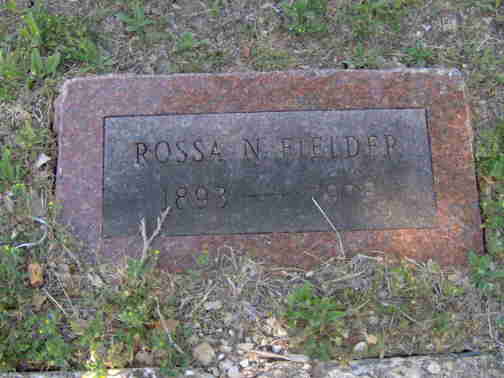 ROSSA N. FIELDER
1893 —